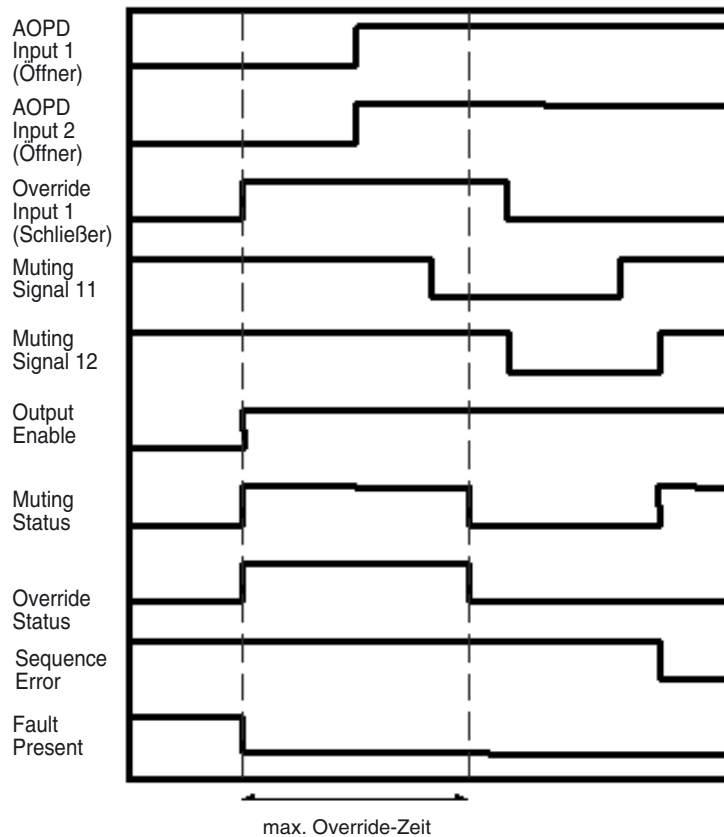 AOPD
Input 1
(Öffner)
AOPD
Input 2
(Öffner)
Override
Input 1
(Schließer)
Muting
Signal 11
Muting
Signal 12
Output
Enable
Muting
Status
Override
Status
Sequence
Error
Fault
Present
max. Override-Zeit